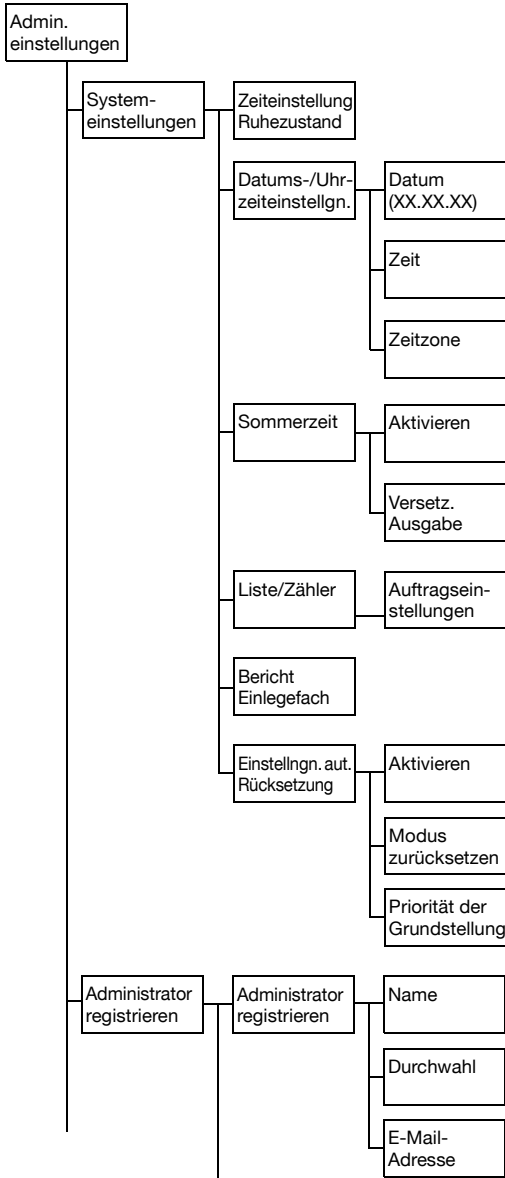 Admin.
einstellungen
System-
einstellungen
Zeiteinstellung
Ruhezustand
Datums-/Uhr-
zeiteinstellgn.
Datum
(XX.XX.XX)
Zeit
Zeitzone
Sommerzeit
Aktivieren
Versetz.
Ausgabe
Liste/Zähler
Auftragsein-
stellungen
Bericht
Einlegefach
Einstellngn. aut.
Rücksetzung
Aktivieren
Modus
zurücksetzen
Priorität der
Grundstellung
Administrator
registrieren
Administrator
registrieren
Name
Durchwahl
E-Mail-
Adresse